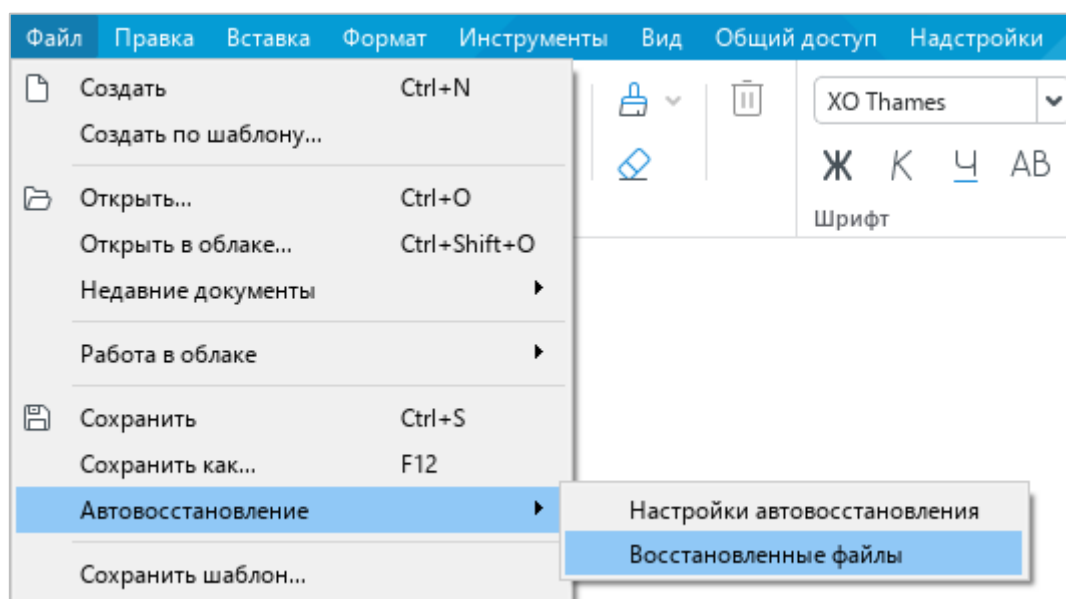 Файл Правка Вставка Формат Инструменты Вид Общий доступ Надстройки
Создать Ctrl+N
Создать по шаблону...
Открыть... Ctrl+O
Открыть в облаке... Ctrl+Shift+O
Недавние документы
Работа в облаке
Сохранить Ctrl+S
Сохранить как... F12
Автовосстановление
Сохранить шаблон...
Настройки автовосстановления
Восстановленные файлы
XO Thames
Ж К Ч АВ
Шрифт